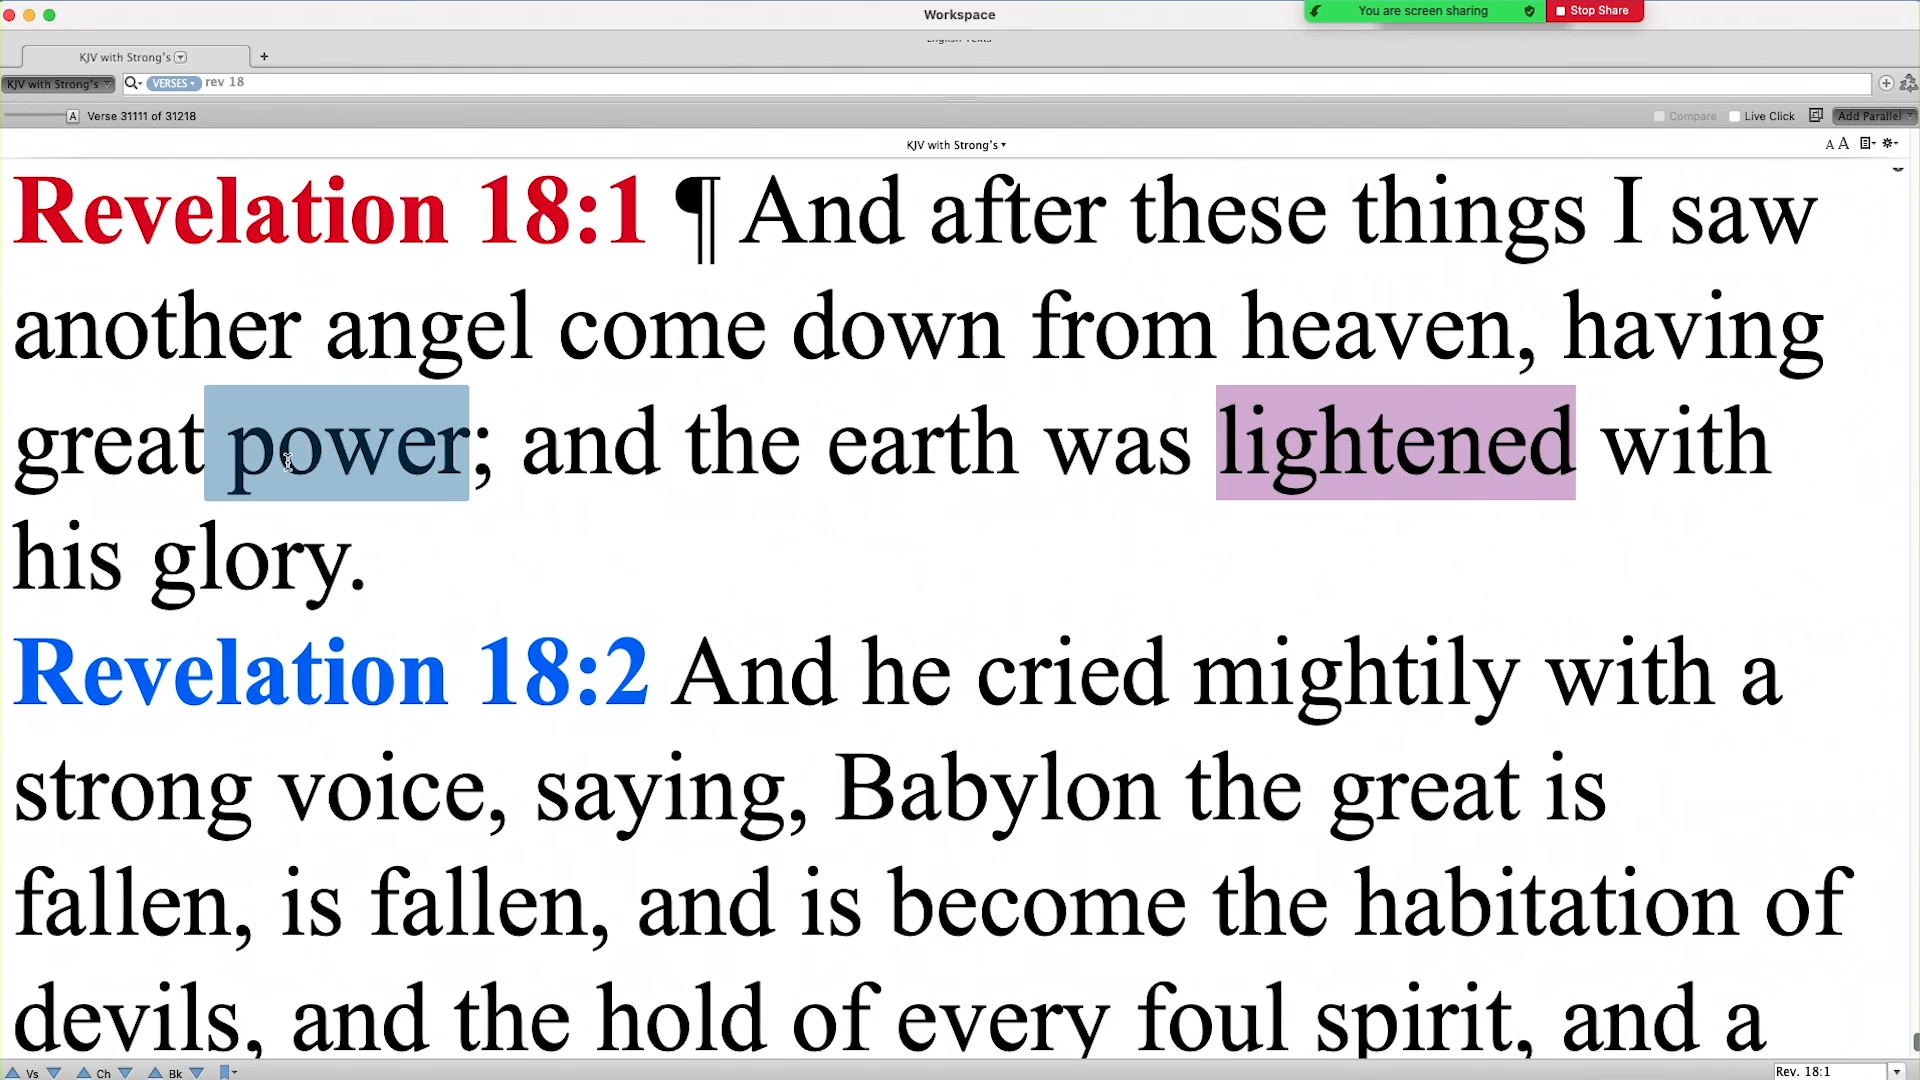 Workspace
You are screen sharing
Stop Share
English Texts
KJV with Strong's
+
KJV with Strong's
VERSES
rev 18
A
Verse 31111 of 31218
Compare
Live Click
Add Parallel
KJV with Strong's
A A
Revelation 18:1 ¶ And after these things I saw
another angel come down from heaven, having
great power; and the earth was lightened with
his glory.
Revelation 18:2 And he cried mightily with a
strong voice, saying, Babylon the great is
fallen, is fallen, and is become the habitation of
devils, and the hold of every foul spirit, and a
Vs
Ch
Bk
Rev. 18:1